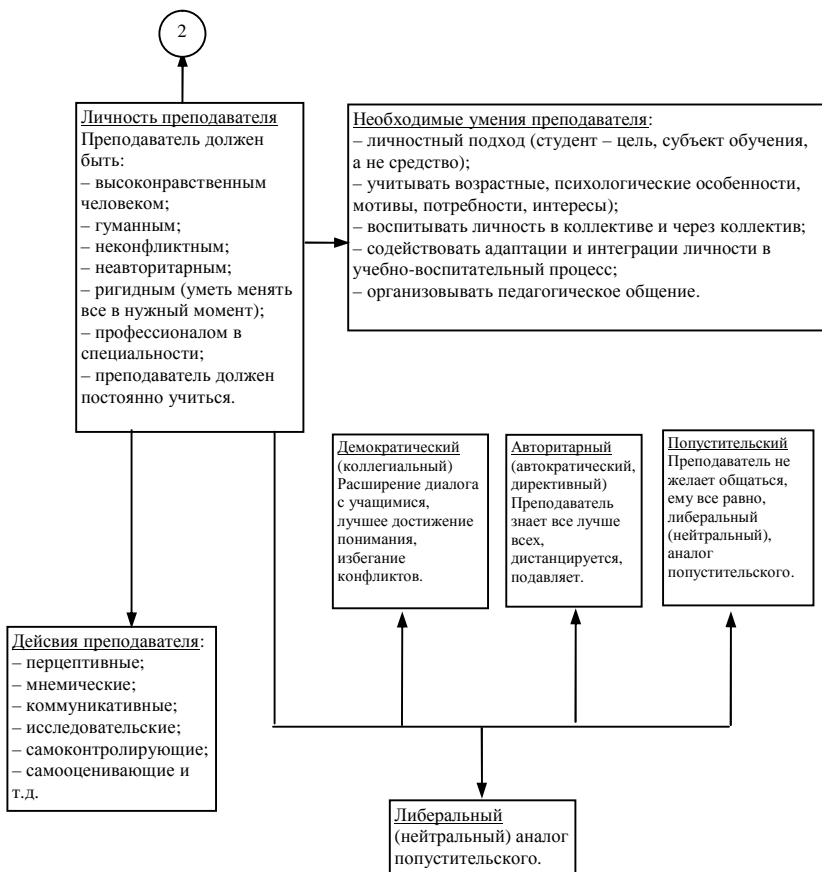 2
Личность преподавателя
Преподаватель должен
быть:
– высоконравственным
человеком;
– гуманным;
– неконфликтным;
– неавторитарным;
– ригидным (уметь менять
все в нужный момент);
– профессионалом в
специальности;
– преподаватель должен
постоянно учиться.
Необходимые умения преподавателя:
– личностный подход (студент – цель, субъект обучения,
а не средство);
– учитывать возрастные, психологические особенности,
мотивы, потребности, интересы);
– воспитывать личность в коллективе и через коллектив;
– содействовать адаптации и интеграции личности в
учебно-воспитательный процесс;
– организовывать педагогическое общение.
Демократический
(коллегиальный)
Расширение диалога
с учащимися,
лучшее достижение
понимания,
избегание
конфликтов.
Авторитарный
(автократический,
директивный)
Преподаватель
знает все лучше
всех,
дистанцируется,
подавляет.
Попустительский
Преподаватель не
желает общаться,
ему все равно,
либеральный
(нейтральный),
аналог
попустительского.
Дейсвия преподавателя:
– перцептивные;
– мнемические;
– коммуникативные;
– исследовательские;
– самоконтролирующие;
– самооценивающие и
т.д.
Либеральный
(нейтральный) аналог
попустительского.